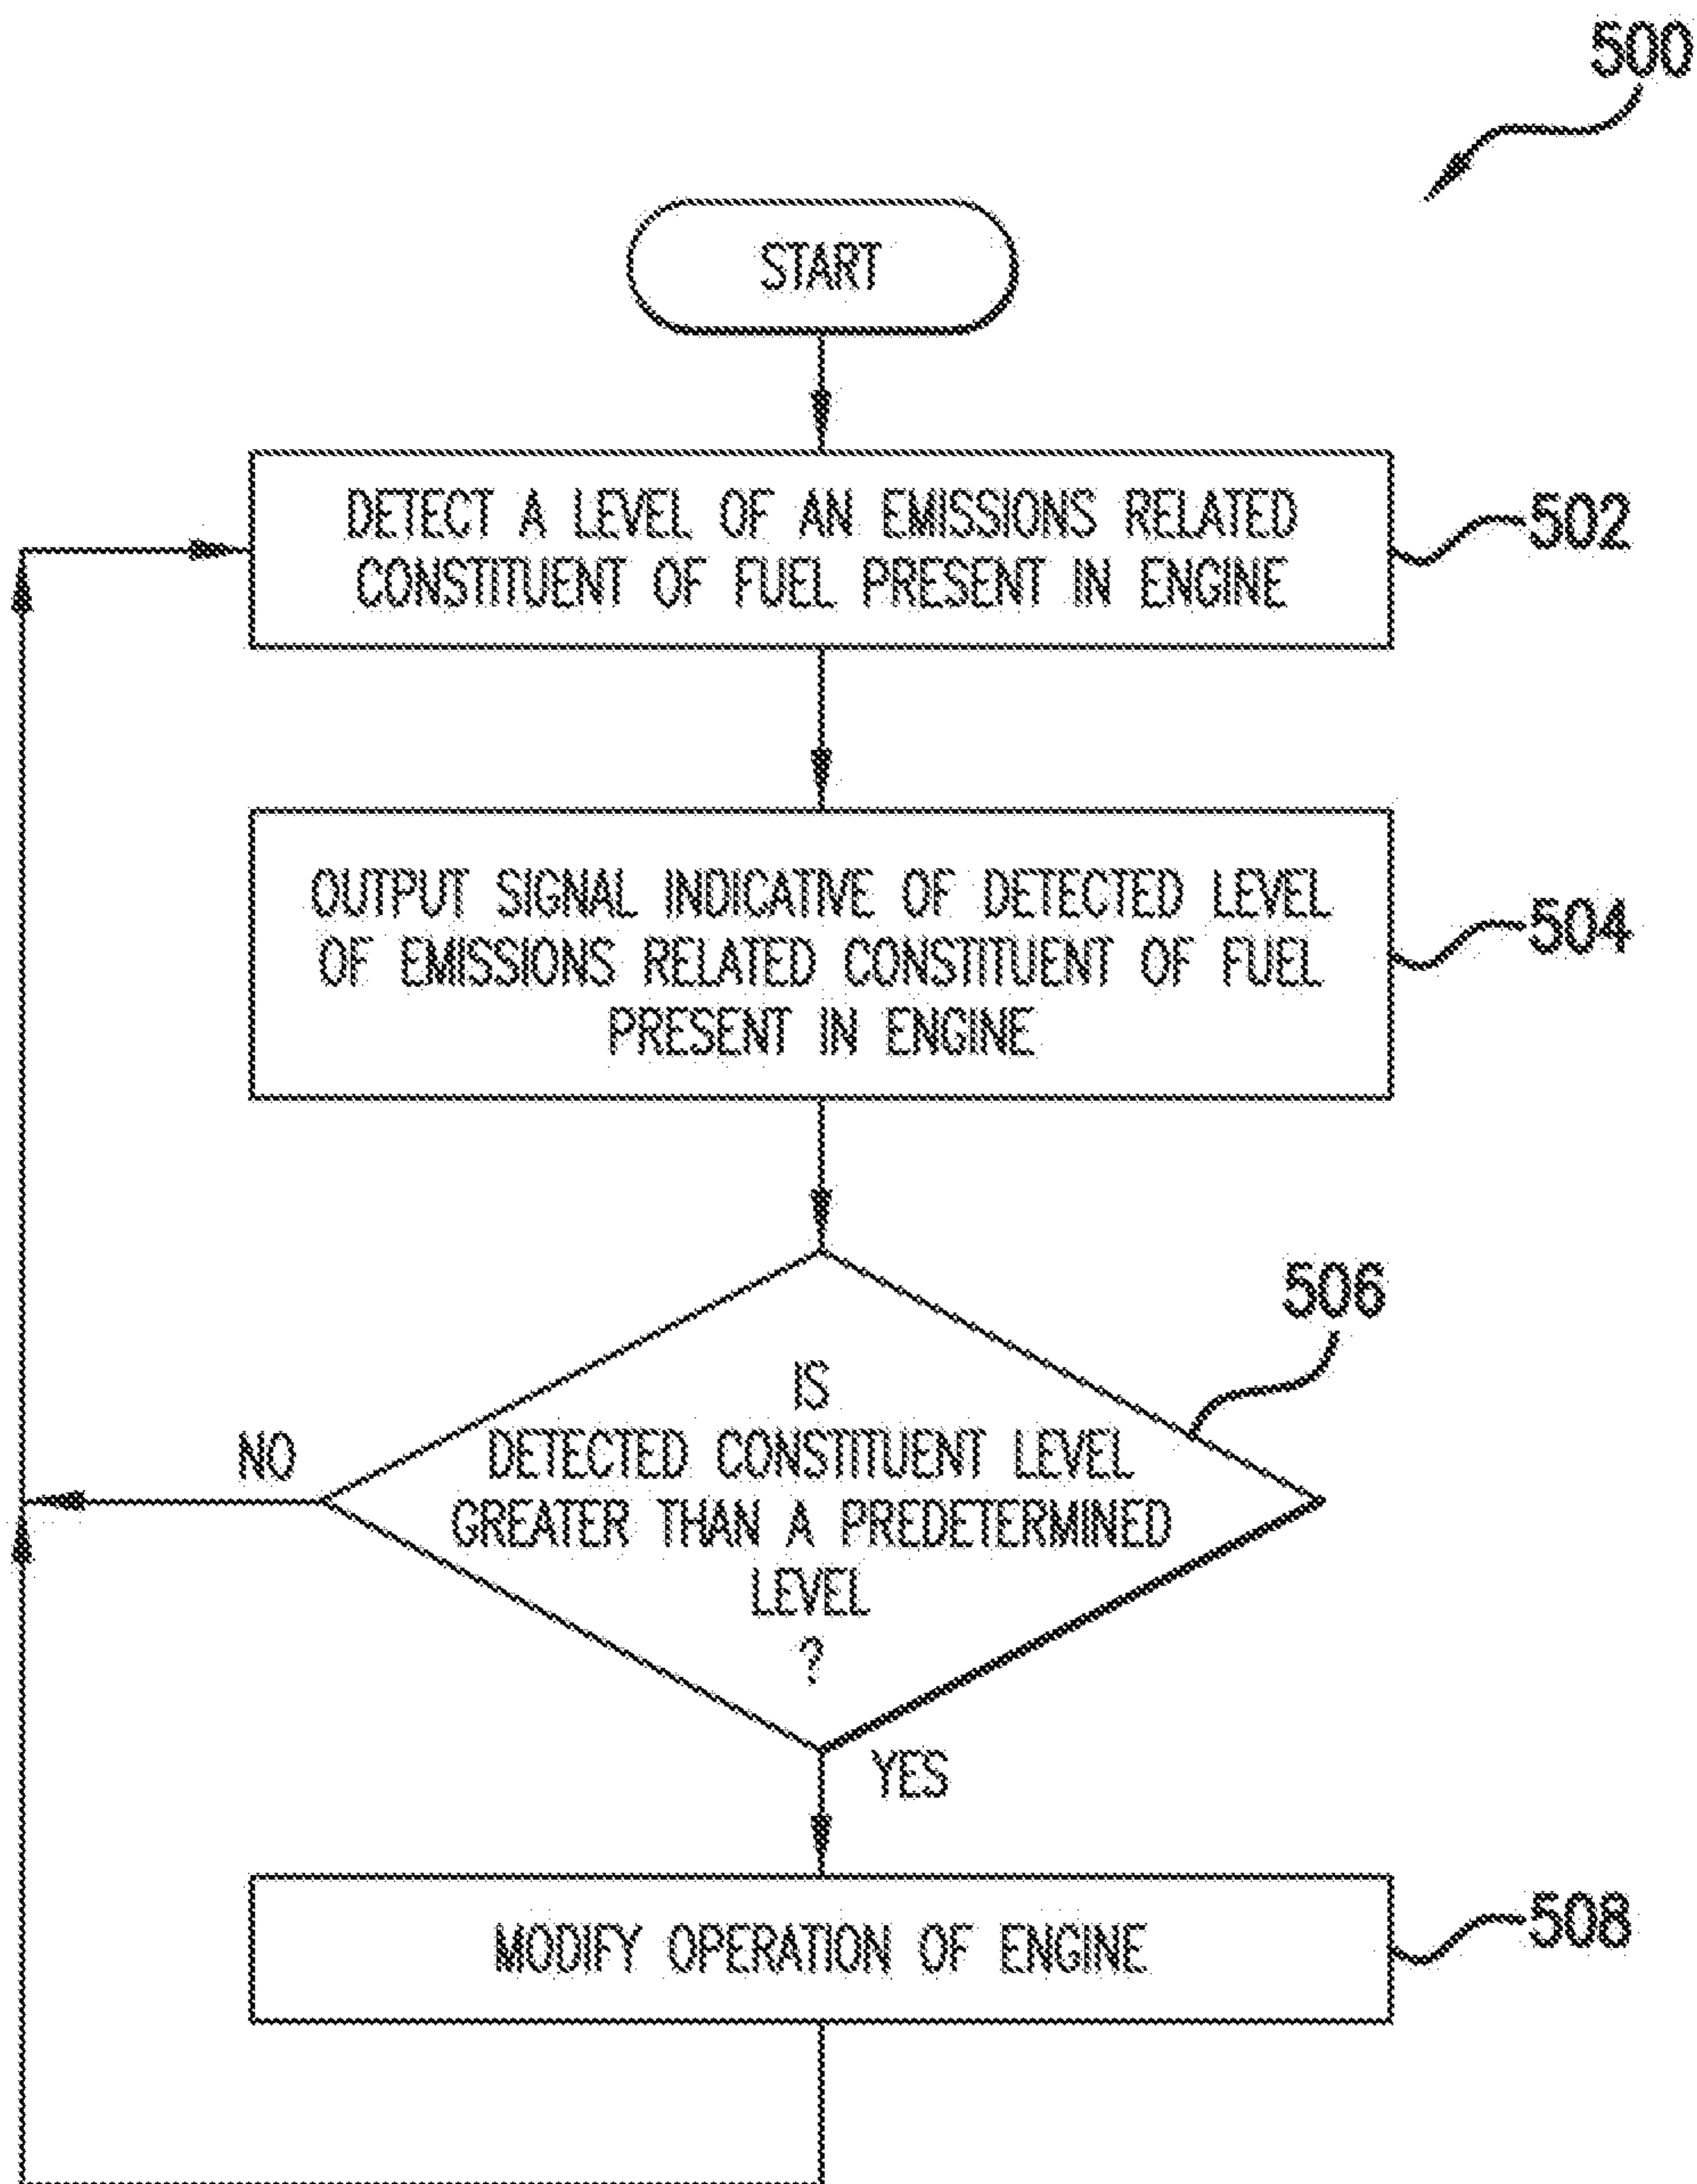 500
START
DETECT A LEVEL OF AN EMISSIONS RELATED
CONSTITUENT OF FUEL PRESENT IN ENGINE
502
OUTPUT SIGNAL INDICATIVE OF DETECTED LEVEL
OF EMISSIONS RELATED CONSTITUENT OF FUEL
PRESENT IN ENGINE
504
506
IS
DETECTED CONSTITUENT LEVEL
GREATER THAN A PREDETERMINED
LEVEL
?
NO
YES
MODIFY OPERATION OF ENGINE
508